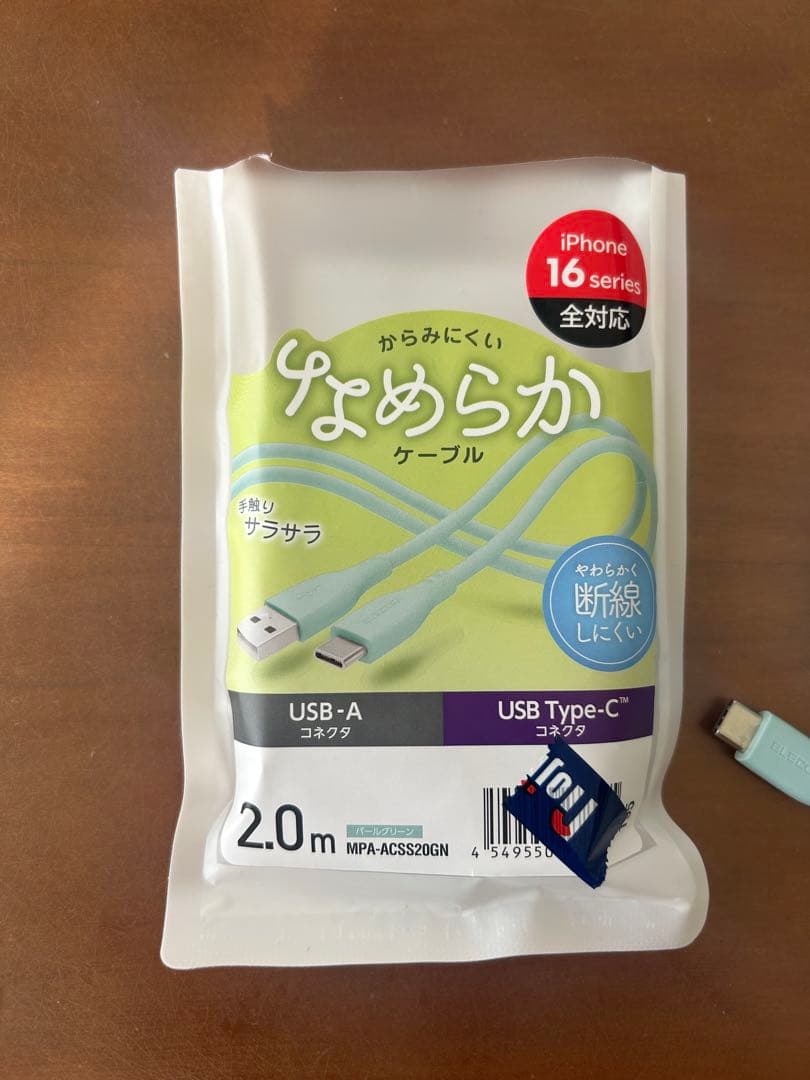 iPhone
16 series
全対応
からみにくい
なめらか
ケーブル
手触り
サラサラ
やわらかく
断線
しにくい
USB-A
コネクタ
USB Type-C™
コネクタ
2.0m
パールグリーン
MPA-ACSS20GN
4 549550
ELECOM